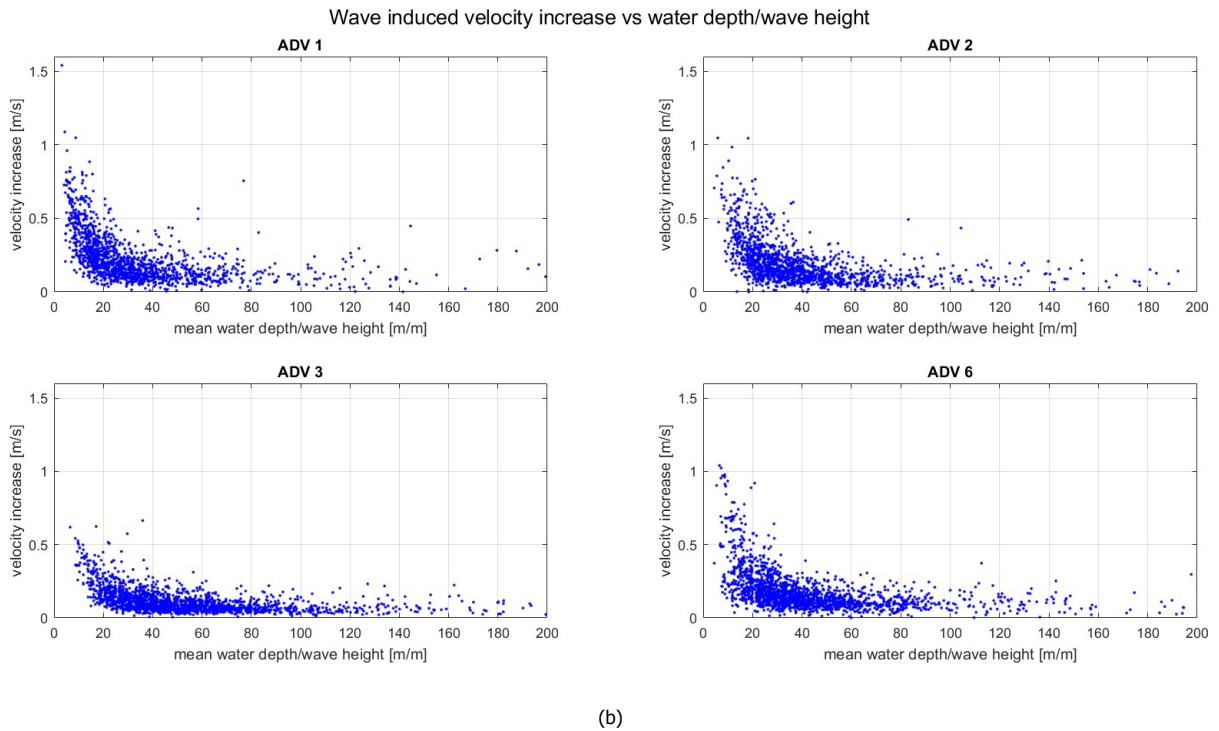 Wave induced velocity increase vs water depth/wave height
ADV 1
velocity increase [m/s]
1.5
1
0.5
0
0 20 40 60 80 100 120 140 160 180 200
mean water depth/wave height [m/m]
ADV 2
velocity increase [m/s]
1.5
1
0.5
0
0 20 40 60 80 100 120 140 160 180 200
mean water depth/wave height [m/m]
ADV 3
velocity increase [m/s]
1.5
1
0.5
0
0 20 40 60 80 100 120 140 160 180 200
mean water depth/wave height [m/m]
ADV 6
velocity increase [m/s]
1.5
1
0.5
0
0 20 40 60 80 100 120 140 160 180 200
mean water depth/wave height [m/m]
(b)